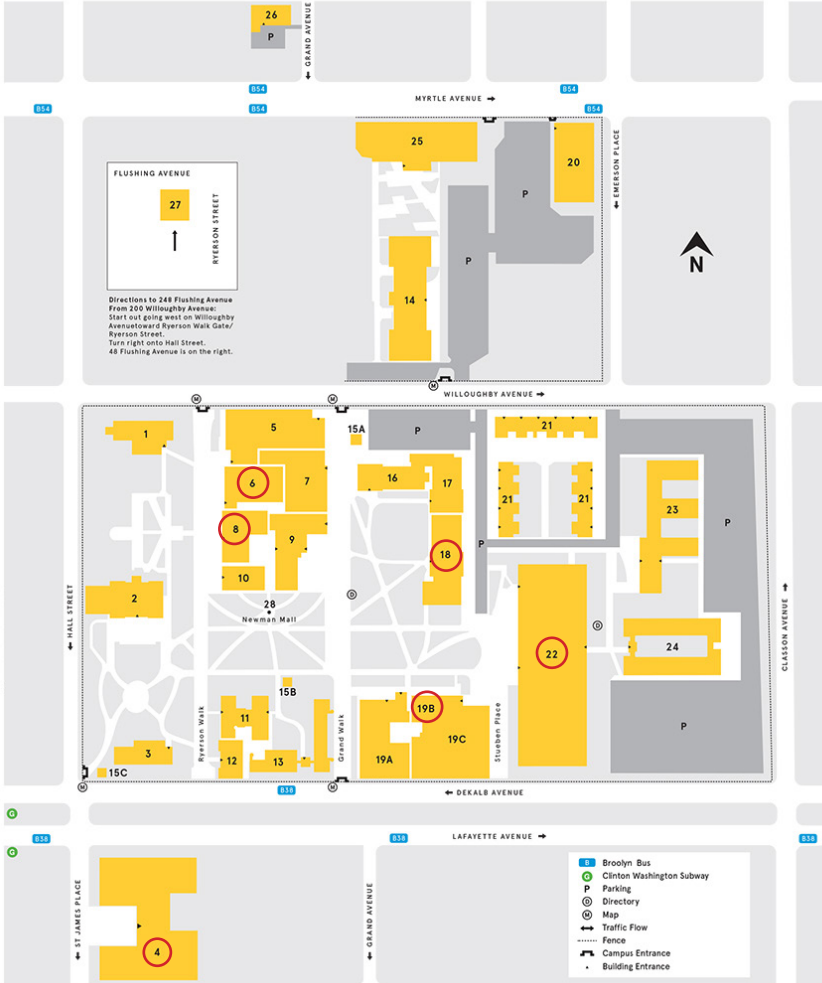 26
P
GRAND AVENUE
B54
B54
MYRTLE AVENUE
B54
B54
B54
25
20
EMERSON PLACE
FLUSHING AVENUE
27
RYERSON STREET
P
P
N
14
Directions to 248 Flushing Avenue
From 200 Willoughby Avenue:
Start out going west on Willoughby
Avenuetoward Ryerson Walk Gate/
Ryerson Street.
Turn right onto Hall Street.
48 Flushing Avenue is on the right.
M
WILLOUGHBY AVENUE
M
M
1
5
15A
P
21
6
7
16
17
21
21
23
P
8
9
18
P
10
28
Newman Mall
D
2
HALL STREET
D
22
24
CLASSON AVENUE
15B
11
19B
19C
P
Ryerson Walk
Grand Walk
Stueben Place
3
12
13
19A
15C
M
B38
M
DEKALB AVENUE
G
B38
B38
LAFAYETTE AVENUE
B38
G
ST JAMES PLACE
4
GRAND AVENUE
B Broolyn Bus
G Clinton Washington Subway
P Parking
D Directory
M Map
Traffic Flow
Fence
Campus Entrance
Building Entrance